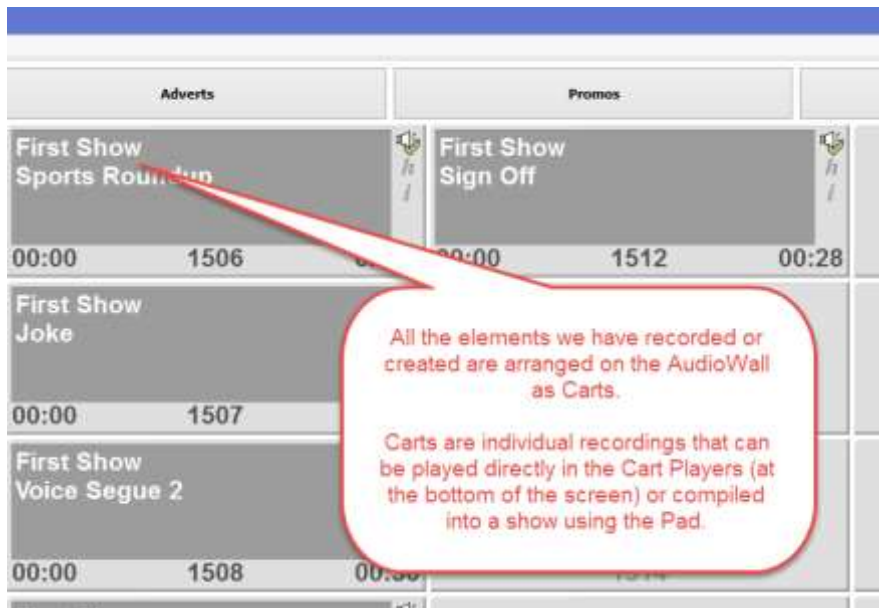 Adverts
Promos
First Show
Sports Roundup
h
i
00:00 1506
First Show
Sign Off
h
i
00:00 1512 00:28
First Show
Joke
00:00 1507
First Show
Voice Segue 2
00:00 1508
All the elements we have recorded or
created are arranged on the AudioWall
as Carts.
Carts are individual recordings that can
be played directly in the Cart Players (at
the bottom of the screen) or compiled
into a show using the Pad.